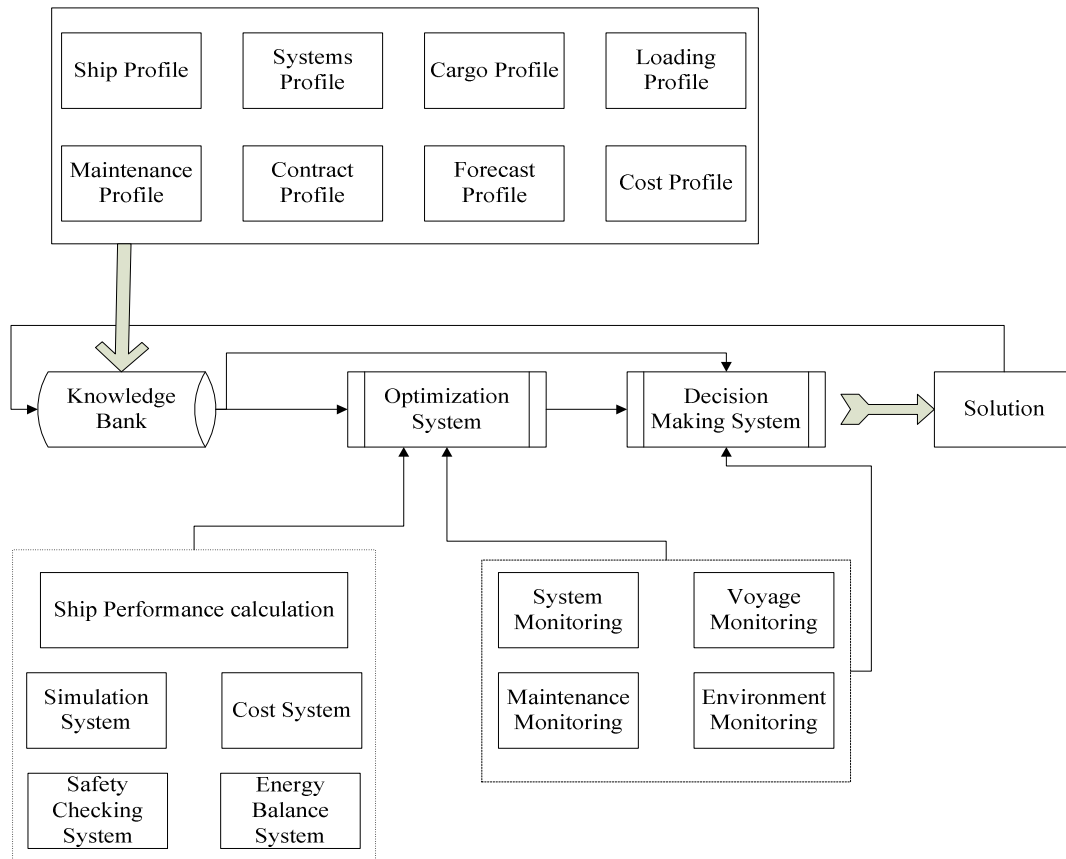 Ship Profile
Systems
Profile
Cargo Profile
Loading
Profile
Maintenance
Profile
Contract
Profile
Forecast
Profile
Cost Profile
Knowledge
Bank
Optimization
System
Decision
Making System
Solution
Ship Performance calculation
Simulation
System
Cost System
Safety
Checking
System
Energy
Balance
System
System
Monitoring
Voyage
Monitoring
Maintenance
Monitoring
Environment
Monitoring